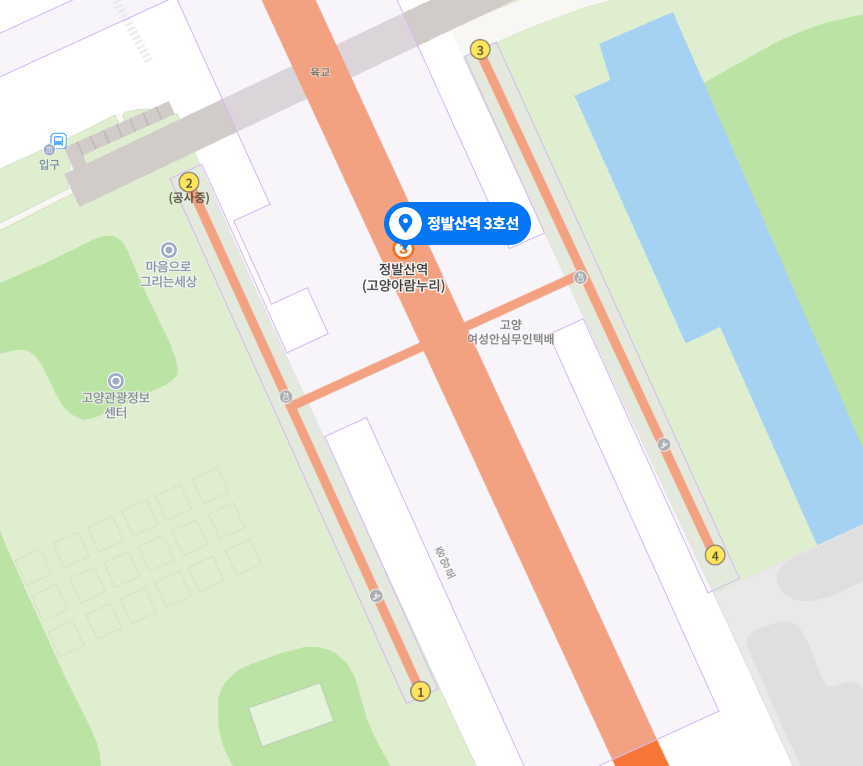 3
육교
입구
2
(공사중)
정발산역 3호선
3
마음으로
그리는세상
정발산역
(고양아람누리)
고양
여성안심무인택배
고양관광정보
센터
중앙로
4
1